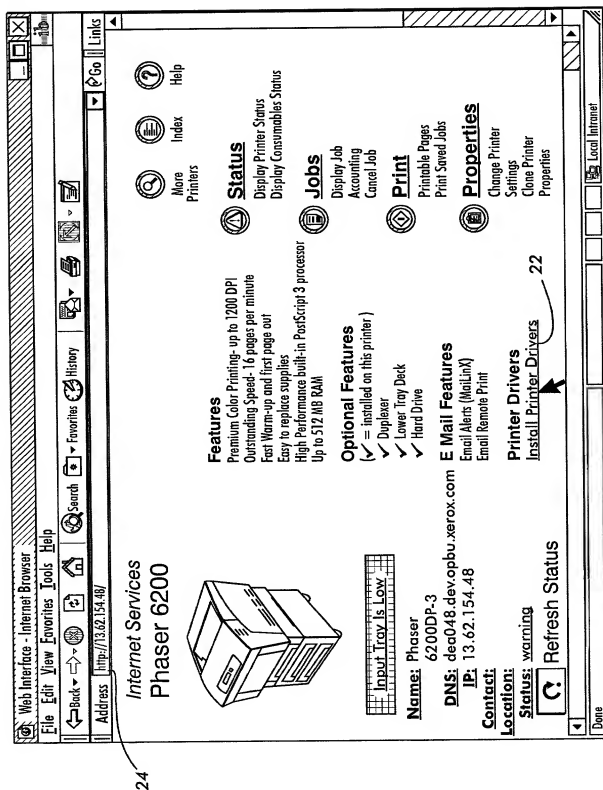 Web Interface - Internet Browser
File Edit View Favorites Tools Help
Back Search Favorites History
Address http://13.62.154.48/ Go Links
24
Internet Services
Phaser 6200
Input Tray Is Low
Name: Phaser
6200DP-3
DNS: dea048.dev.opbu.xerox.com
IP: 13.62.154.48
Contact:
Location:
Status: warning
Refresh Status
Features
Premium Color Printing- up to 1200 DPI
Outstanding Speed- 16 pages per minute
Fast Warm-up and first page out
Easy to replace supplies
High Performance built-in PostScript 3 processor
Up to 512 MB RAM
Optional Features
(✓ = installed on this printer )
✓ Duplexer
✓ Lower Tray Deck
✓ Hard Drive
E Mail Features
Email Alerts (MaiLinX)
Email Remote Print
Printer Drivers
Install Printer Drivers
22
More
Printers
Index
Help
Status
Display Printer Status
Display Consumables Status
Jobs
Display Job
Accounting
Cancel Job
Print
Printable Pages
Print Saved Jobs
Properties
Change Printer
Settings
Clone Printer
Properties
Done
Local Intranet